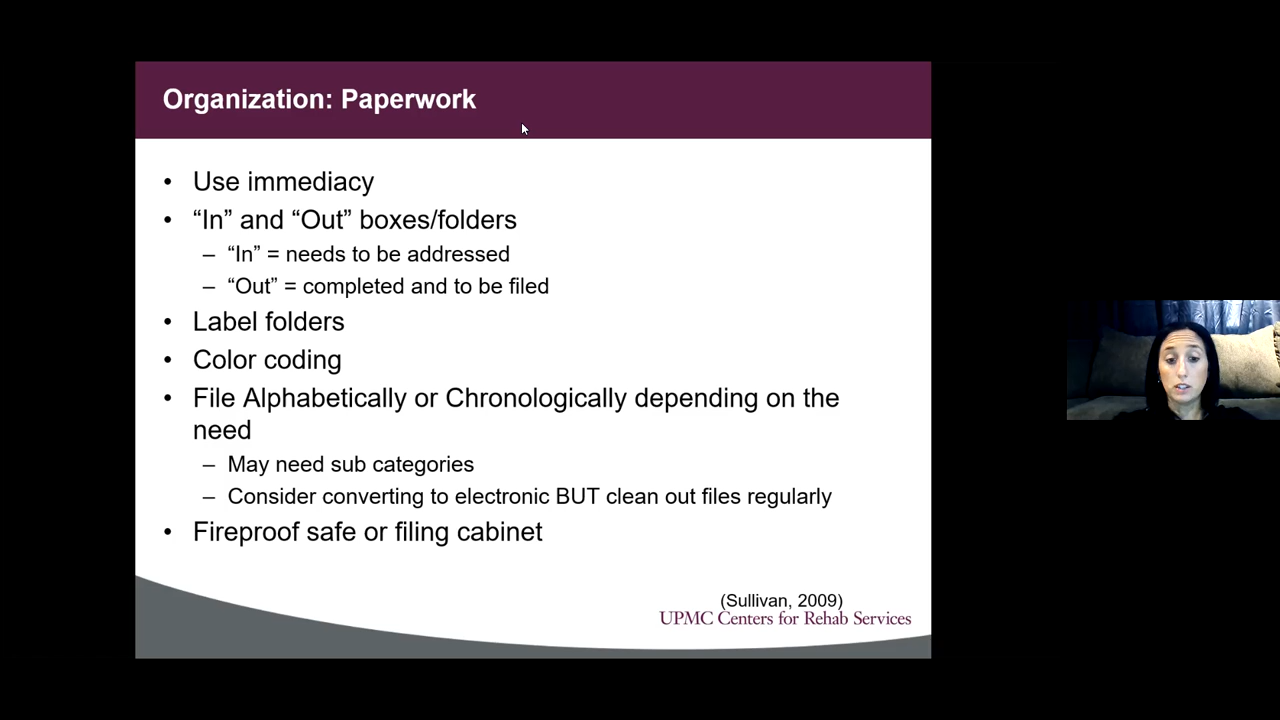 Organization: Paperwork
• Use immediacy
• “In” and “Out” boxes/folders
– “In” = needs to be addressed
– “Out” = completed and to be filed
• Label folders
• Color coding
• File Alphabetically or Chronologically depending on the
need
– May need sub categories
– Consider converting to electronic BUT clean out files regularly
• Fireproof safe or filing cabinet
(Sullivan, 2009)
UPMC Centers for Rehab Services